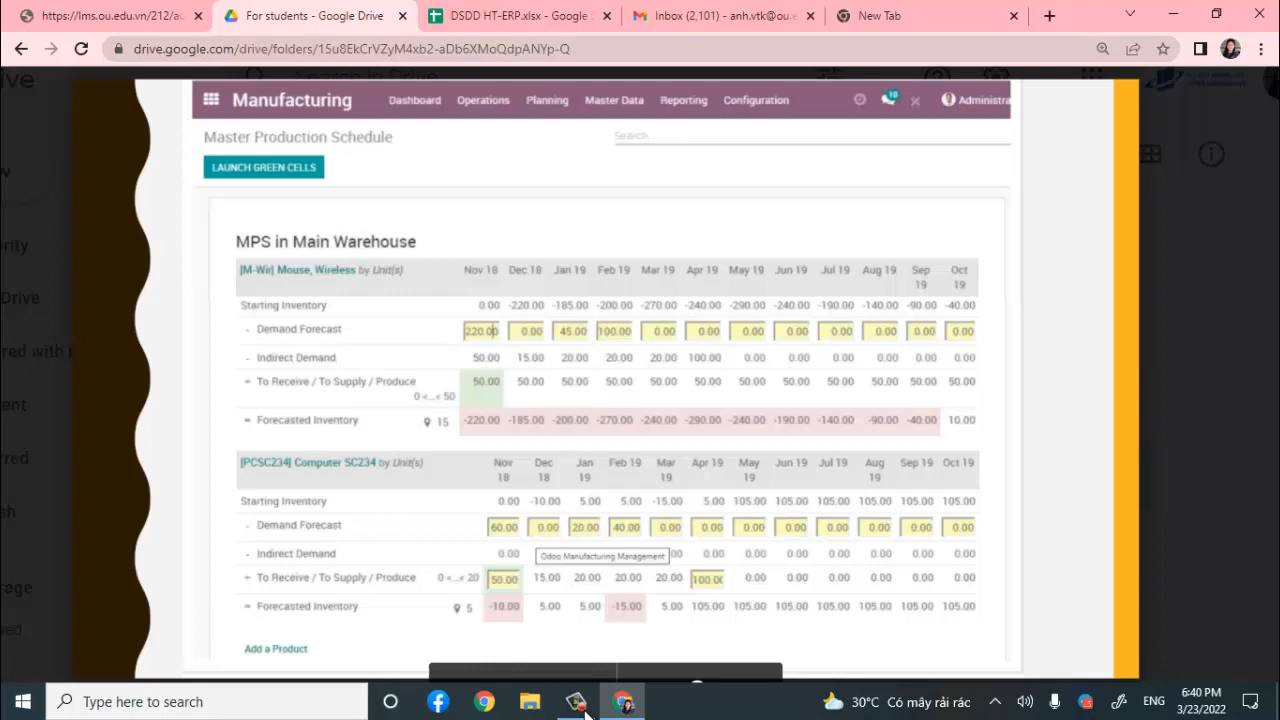 https://lms.ou.edu.vn/212/au
For students - Google Drive
DSDD HT-ERP.xlsx - Google
Inbox (2,101) - anh.vtk@ou.e
New Tab
drive.google.com/drive/folders/15u8EkCrVZyM4xb2-aDb6XMoQdpANYp-Q
Manufacturing Dashboard Operations Planning Master Data Reporting Configuration 10 Administra
Master Production Schedule Search...
LAUNCH GREEN CELLS
MPS in Main Warehouse
[M-Wir] Mouse, Wireless by Unit(s) Nov 18 Dec 18 Jan 19 Feb 19 Mar 19 Apr 19 May 19 Jun 19 Jul 19 Aug 19 Sep 19 Oct 19
Starting Inventory 0.00 -220.00 -185.00 -200.00 -270.00 -240.00 -290.00 -240.00 -190.00 -140.00 -90.00 -40.00
- Demand Forecast 220.00 0.00 45.00 100.00 0.00 0.00 0.00 0.00 0.00 0.00 0.00 0.00
- Indirect Demand 50.00 15.00 20.00 20.00 20.00 100.00 0.00 0.00 0.00 0.00 0.00 0.00
+ To Receive / To Supply / Produce 50.00 50.00 50.00 50.00 50.00 50.00 50.00 50.00 50.00 50.00 50.00 50.00
0 <...< 50
= Forecasted Inventory 15 -220.00 -185.00 -200.00 -270.00 -240.00 -290.00 -240.00 -190.00 -140.00 -90.00 -40.00 10.00
[PCSC234] Computer SC234 by Unit(s) Nov 18 Dec 18 Jan 19 Feb 19 Mar 19 Apr 19 May 19 Jun 19 Jul 19 Aug 19 Sep 19 Oct 19
Starting Inventory 0.00 -10.00 5.00 5.00 -15.00 5.00 105.00 105.00 105.00 105.00 105.00 105.00
- Demand Forecast 60.00 0.00 20.00 40.00 0.00 0.00 0.00 0.00 0.00 0.00 0.00 0.00
- Indirect Demand 0.00 Odoo Manufacturing Management 00 0.00 0.00 0.00 0.00 0.00 0.00 0.00
+ To Receive / To Supply / Produce 0 <...< 20 50.00 15.00 20.00 20.00 20.00 100.00 0.00 0.00 0.00 0.00 0.00 0.00
= Forecasted Inventory 5 -10.00 5.00 5.00 -15.00 5.00 105.00 105.00 105.00 105.00 105.00 105.00 105.00
Add a Product
Type here to search
30°C Có mây rải rác
ENG
6:40 PM
3/23/2022